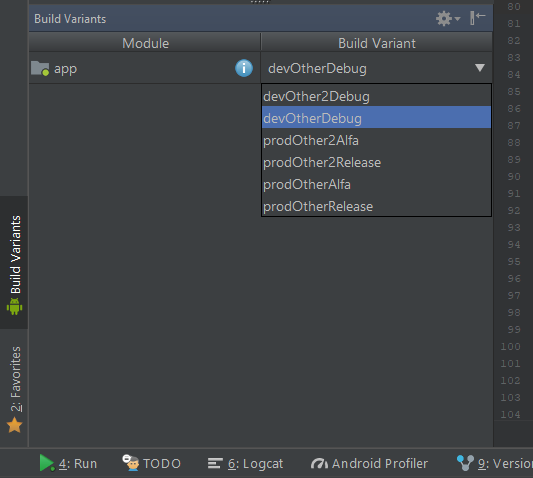 Build Variants
Module Build Variant
app devOtherDebug
devOther2Debug
devOtherDebug
prodOther2Alfa
prodOther2Release
prodOtherAlfa
prodOtherRelease
Build Variants
2: Favorites
80
81
82
83
84
85
86
87
88
89
90
91
92
93
94
95
96
97
98
99
100
101
102
103
104
4: Run TODO 6: Logcat Android Profiler 9: Version